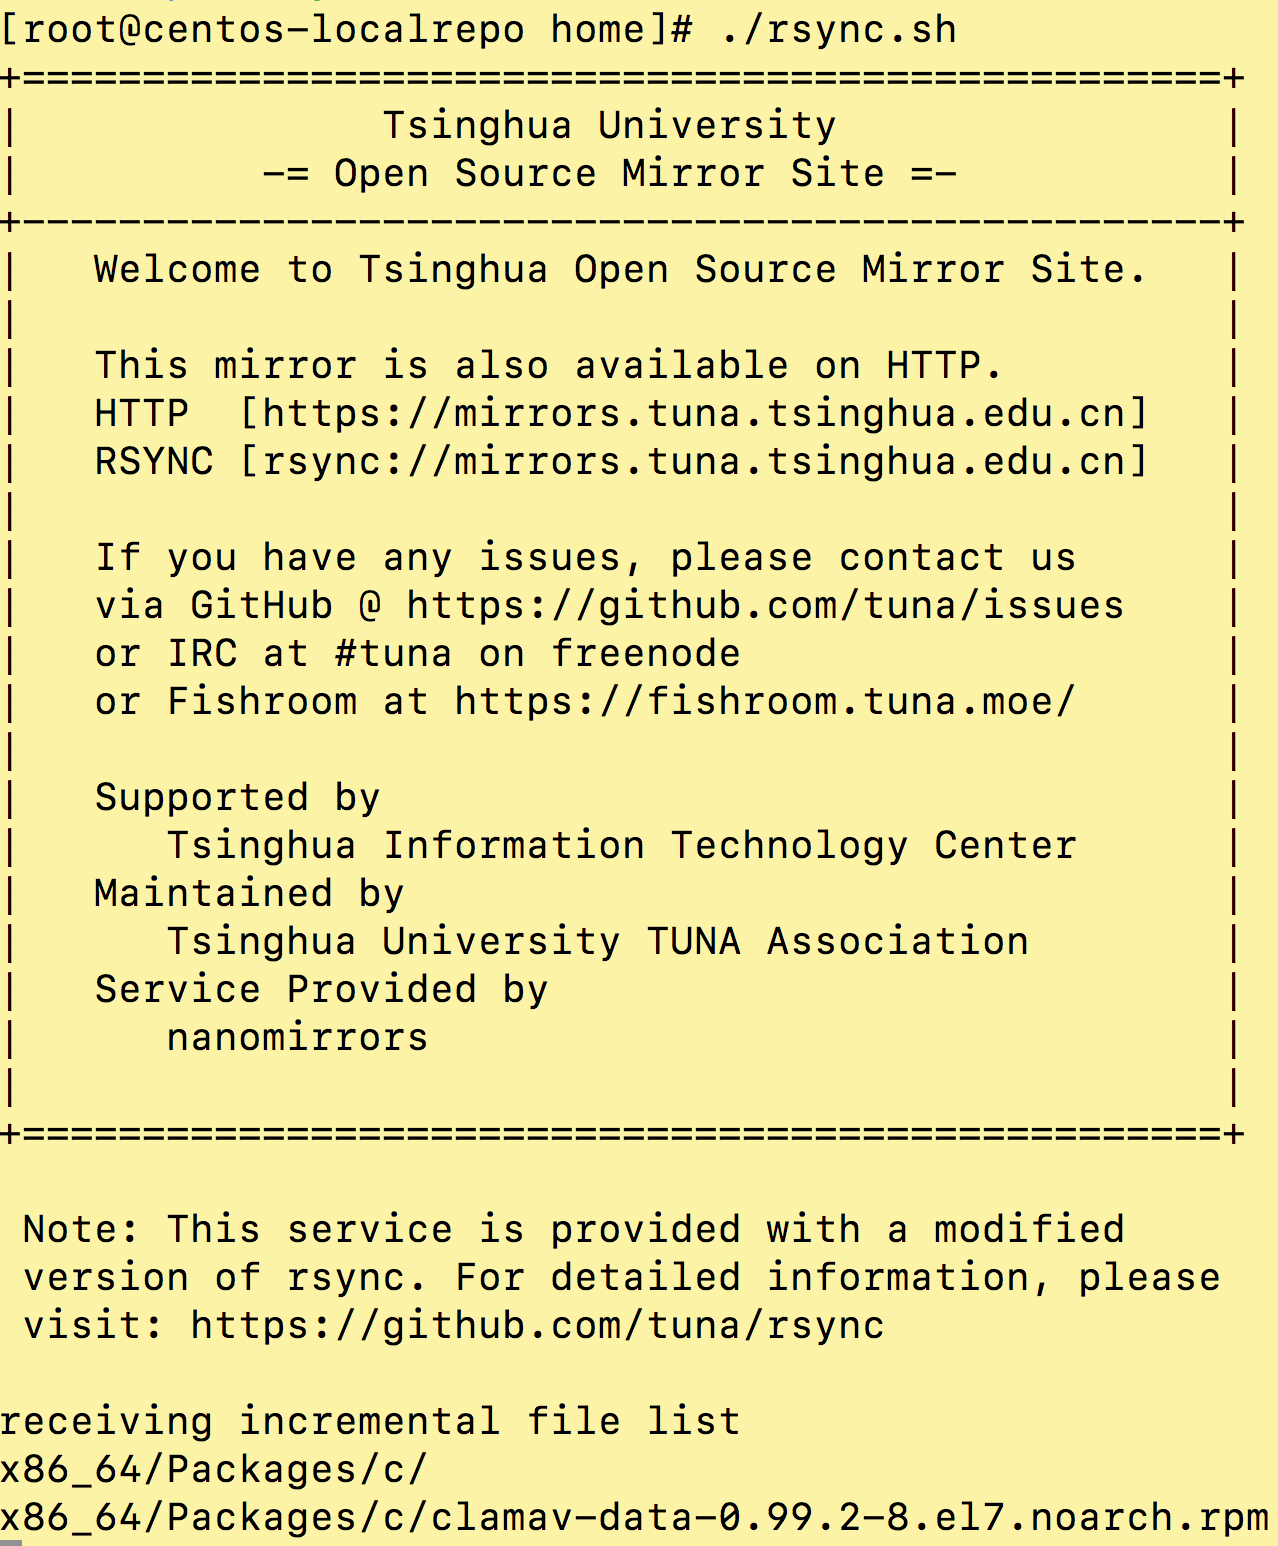 [root@centos-localrepo home]# ./rsync.sh
+==================================================+
|               Tsinghua University                |
|          -= Open Source Mirror Site =-           |
+--------------------------------------------------+
|   Welcome to Tsinghua Open Source Mirror Site.   |
|                                                  |
|   This mirror is also available on HTTP.         |
|   HTTP  [https://mirrors.tuna.tsinghua.edu.cn]   |
|   RSYNC [rsync://mirrors.tuna.tsinghua.edu.cn]   |
|                                                  |
|   If you have any issues, please contact us      |
|   via GitHub @ https://github.com/tuna/issues    |
|   or IRC at #tuna on freenode                    |
|   or Fishroom at https://fishroom.tuna.moe/      |
|                                                  |
|   Supported by                                   |
|      Tsinghua Information Technology Center      |
|   Maintained by                                  |
|      Tsinghua University TUNA Association        |
|   Service Provided by                            |
|      nanomirrors                                 |
|                                                  |
+==================================================+
 Note: This service is provided with a modified
 version of rsync. For detailed information, please
 visit: https://github.com/tuna/rsync
receiving incremental file list
x86_64/Packages/c/
x86_64/Packages/c/clamav-data-0.99.2-8.el7.noarch.rpm